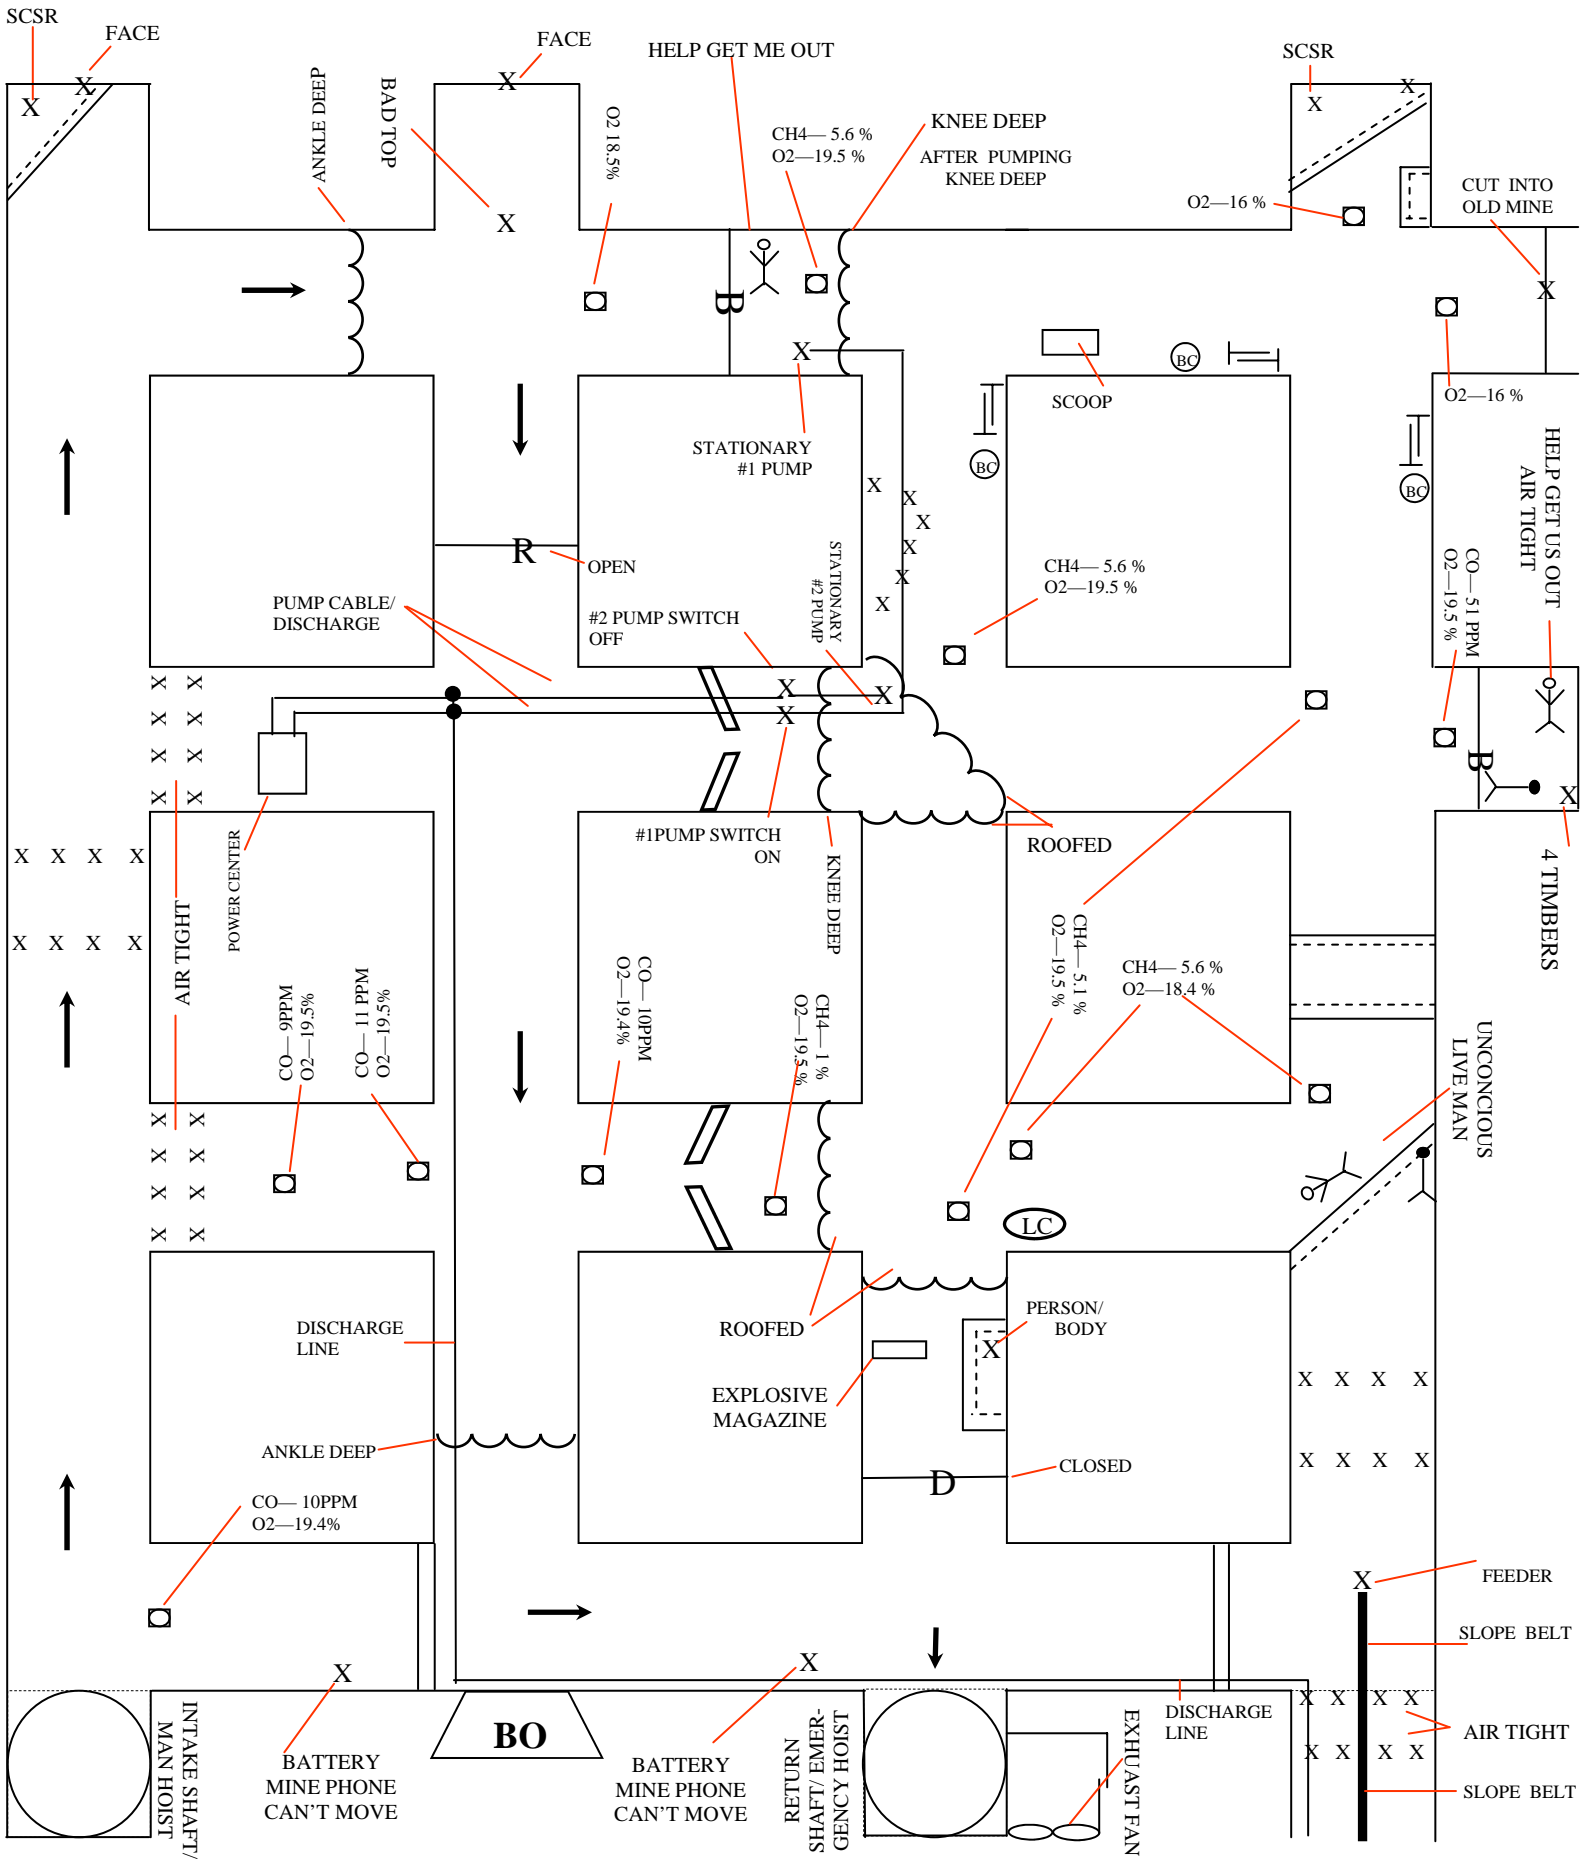 SCSR
FACE
FACE
HELP GET ME OUT
SCSR
X
X
X
X
X
ANKLE DEEP
BAD TOP
O2 18.5%
CH4— 5.6 %
O2—19.5 %
KNEE DEEP
AFTER PUMPING
KNEE DEEP
O2—16 %
CUT INTO
OLD MINE
X
X
B
X
BC
SCOOP
O2—16 %
STATIONARY
#1 PUMP
BC
BC
X
X
X
X
X
X
R
OPEN
STATIONARY
#2 PUMP
CH4— 5.6 %
O2—19.5 %
HELP GET US OUT
AIR TIGHT
CO—51 PPM
O2—19.5 %
PUMP CABLE/
DISCHARGE
#2 PUMP SWITCH
OFF
X X
X X
X X
X X
X
X
X
B
X
POWER CENTER
#1PUMP SWITCH
ON
KNEE DEEP
ROOFED
4 TIMBERS
X X X X
X X X X
AIR TIGHT
CO— 9PPM
O2—19.5%
CO— 11 PPM
O2—19.5%
CO— 10PPM
O2—19.4%
CH4— 1 %
O2—19.5 %
CH4— 5.1 %
O2—19.5 %
CH4— 5.6 %
O2—18.4 %
UNCONCIOUS
LIVE MAN
X X
X X
X X
X X
LC
DISCHARGE
LINE
ROOFED
PERSON/
BODY
X
EXPLOSIVE
MAGAZINE
X X X X
ANKLE DEEP
CLOSED
X X X X
D
CO— 10PPM
O2—19.4%
X
FEEDER
SLOPE BELT
X
X
X X X X
INTAKE SHAFT/
MAN HOIST
BO
BATTERY
MINE PHONE
CAN'T MOVE
BATTERY
MINE PHONE
CAN'T MOVE
RETURN
SHAFT/ EMER-
GENCY HOIST
EXHUAST FAN
DISCHARGE
LINE
AIR TIGHT
X X X X
SLOPE BELT